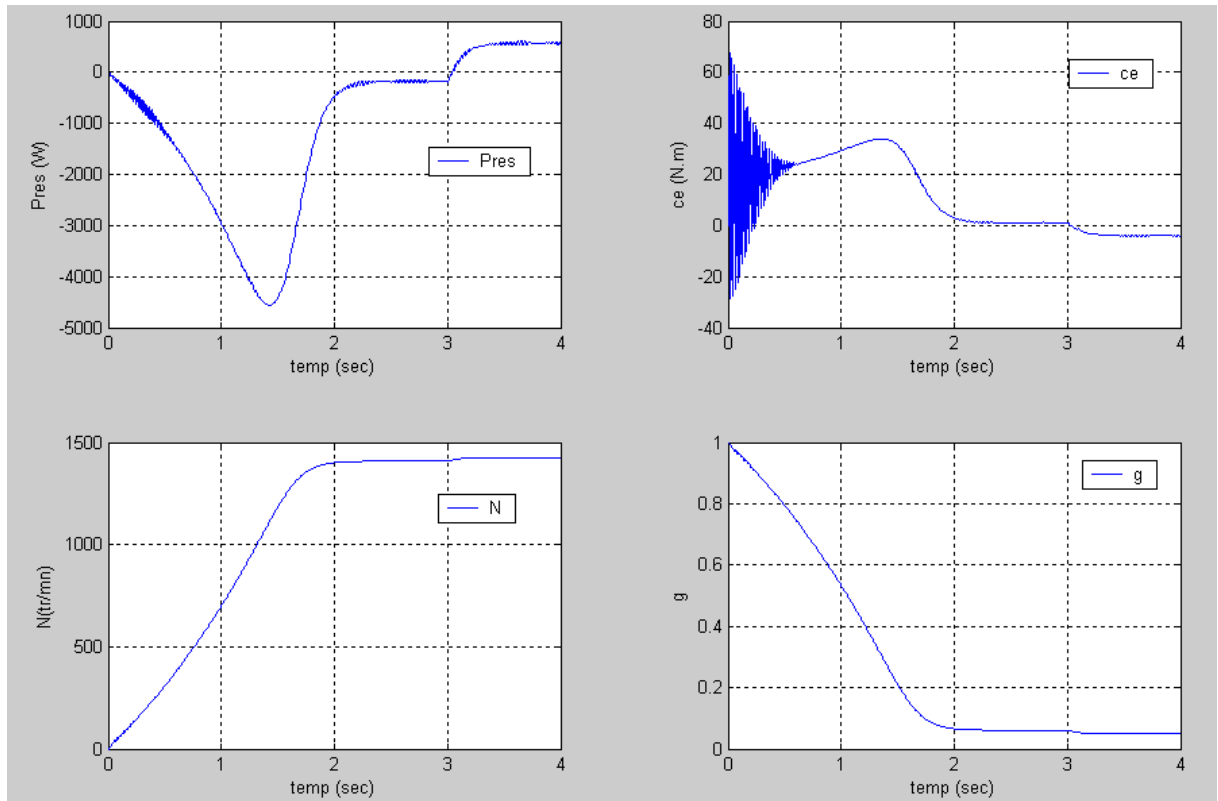 1000
0
-1000
-2000
-3000
-4000
-5000
Pres (W)
Pres
0 1 2 3 4
temp (sec)
80
60
40
20
0
-20
-40
ce (N.m)
ce
0 1 2 3 4
temp (sec)
1500
1000
500
0
N(tr/mn)
N
0 1 2 3 4
temp (sec)
1
0.8
0.6
0.4
0.2
0
g
g
0 1 2 3 4
temp (sec)